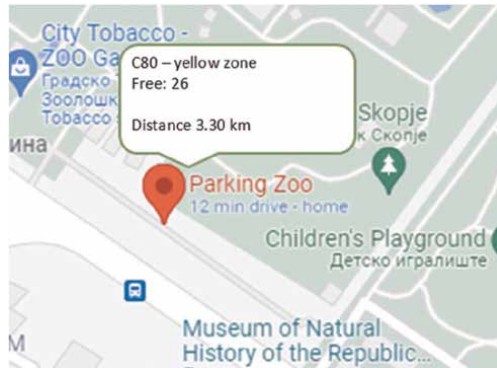 City Tobacco -
ZOO Ga
Градско
Зоолошк
Tobacco
C80 – yellow zone
Free: 26
Distance 3.30 km
Skopje
к Скопје
ина
Parking Zoo
12 min drive - home
Children's Playground
Детско игралиште
Museum of Natural
History of the Republic...
М